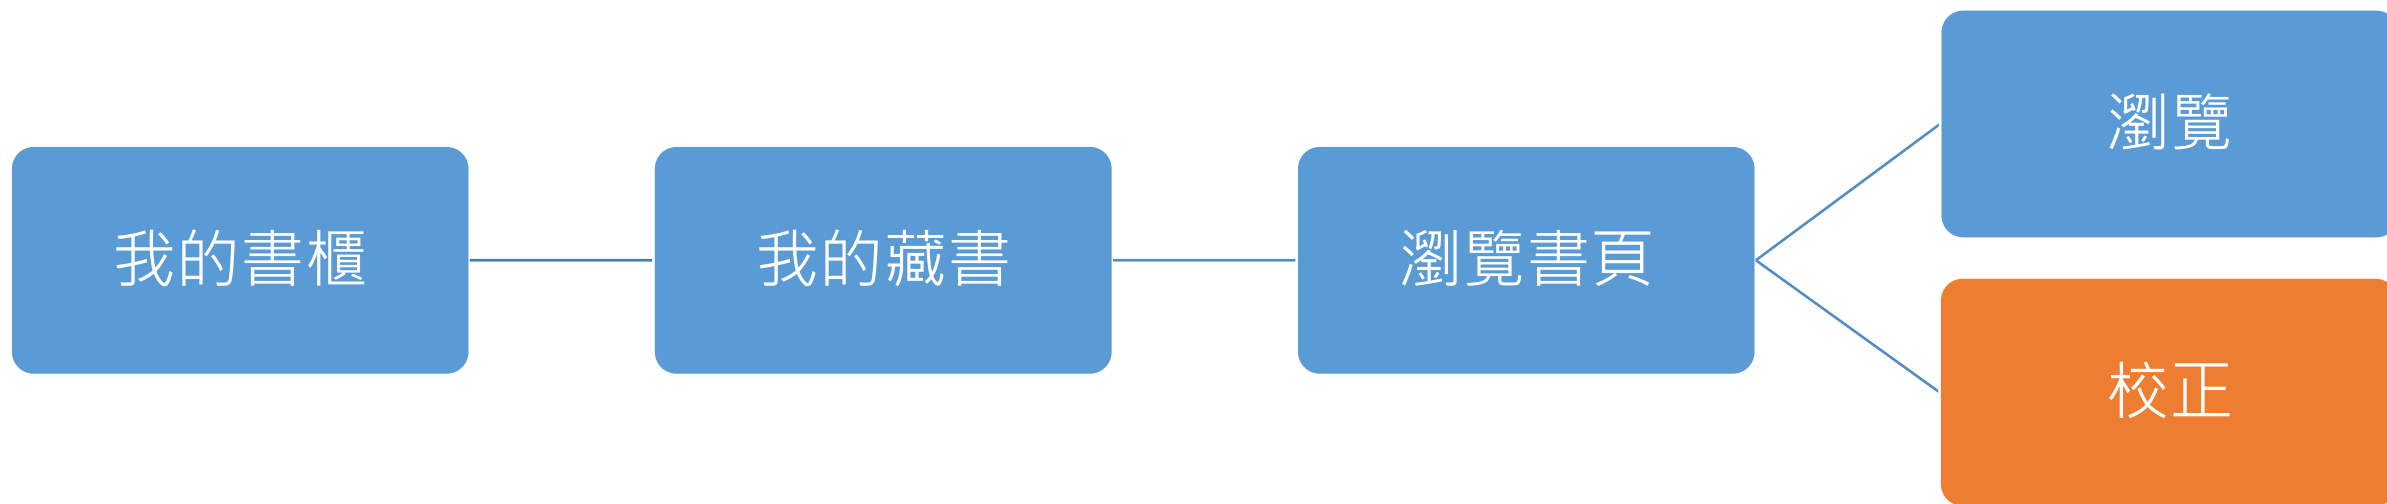 我的書櫃
我的藏書
瀏覽書頁
瀏覽
校正